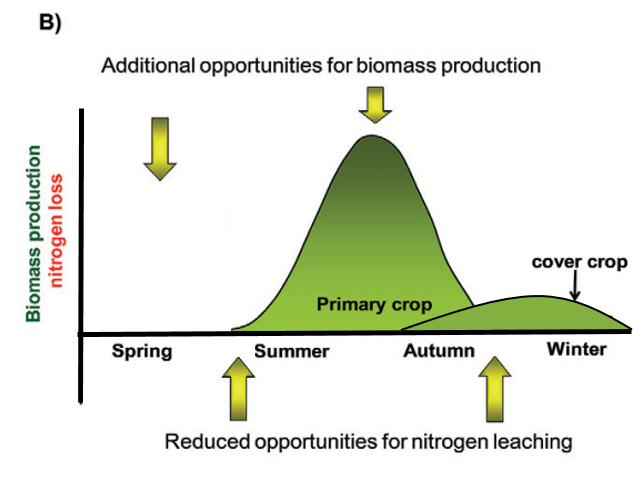 B)
Additional opportunities for biomass production
Biomass production
nitrogen loss
cover crop
Primary crop
Spring Summer Autumn Winter
Reduced opportunities for nitrogen leaching